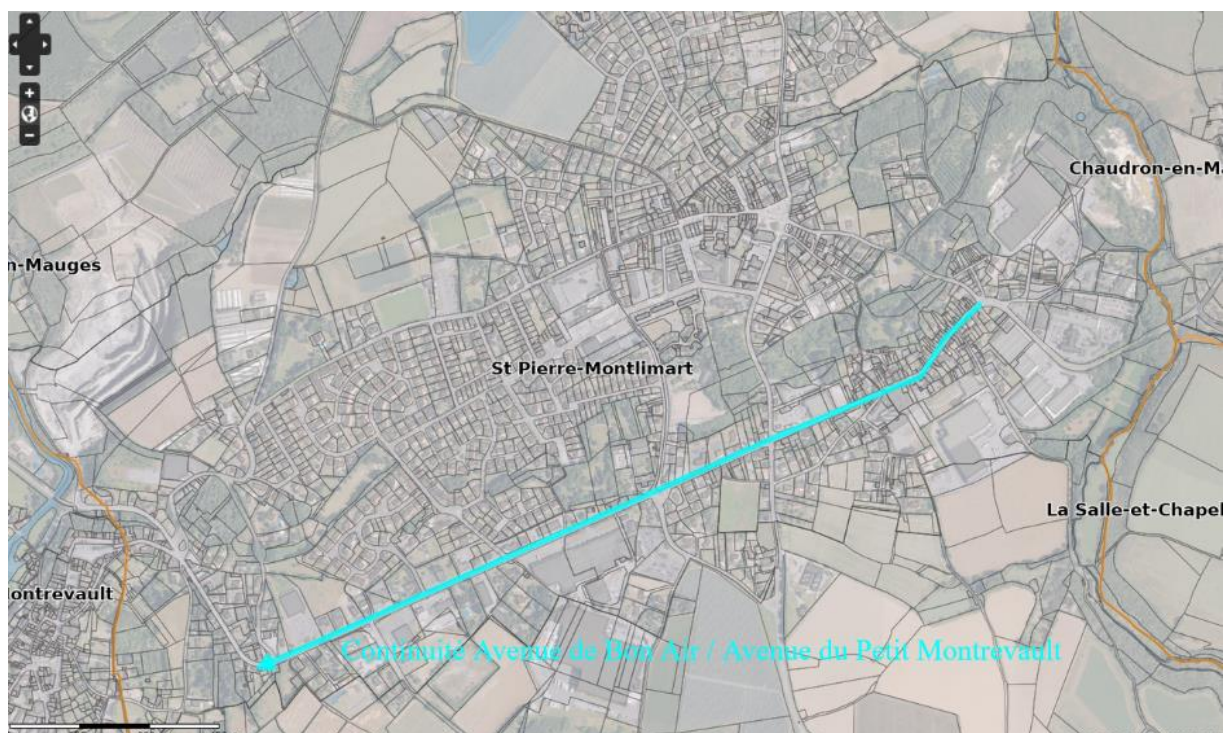 Chaudron-en-Ma
n-Mauges
St Pierre-Montlimart
La Salle-et-Chapel
ontrevault
Continuité Avenue de Bon Air / Avenue du Petit Montrevault